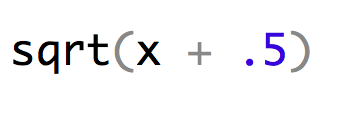 sqrt(x + .5)